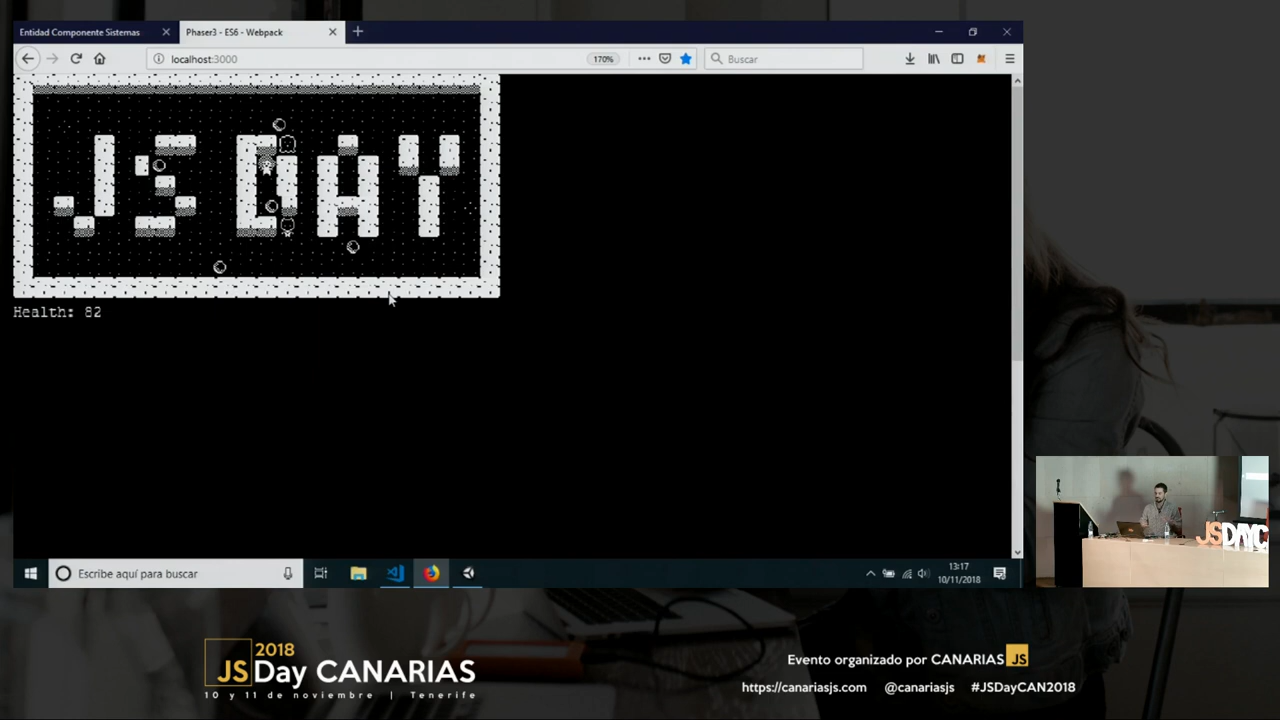 Entidad Componente Sistemas
Phaser3 - ES6 - Webpack
localhost:3000
170%
Buscar
JS DAY
Health: 82
Escribe aquí para buscar
13:17
10/11/2018
JSDAYC
2018
JSDay CANARIAS
10 y 11 de noviembre | Tenerife
Evento organizado por CANARIAS JS
https://canariasjs.com @canariasjs #JSDayCAN2018